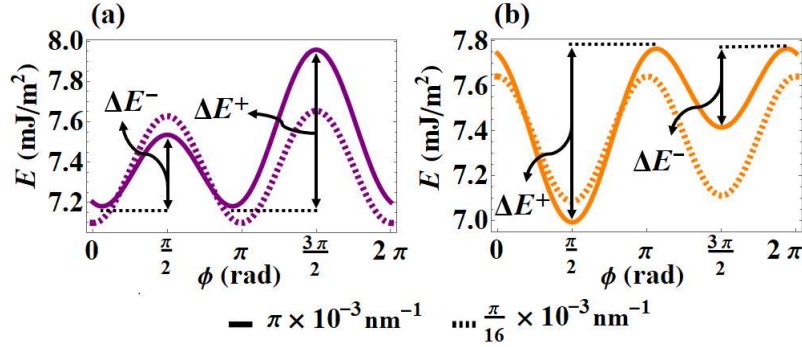 (a)
8.0
7.8
7.6
7.4
7.2
E (mJ/m²)
ΔE⁻
ΔE⁺
0
π/2
π
3π/2
2π
ϕ (rad)
(b)
7.8
7.6
7.4
7.2
7.0
E (mJ/m²)
ΔE⁺
ΔE⁻
0
π/2
π
3π/2
2π
ϕ (rad)
π × 10⁻³ nm⁻¹
π/16 × 10⁻³ nm⁻¹